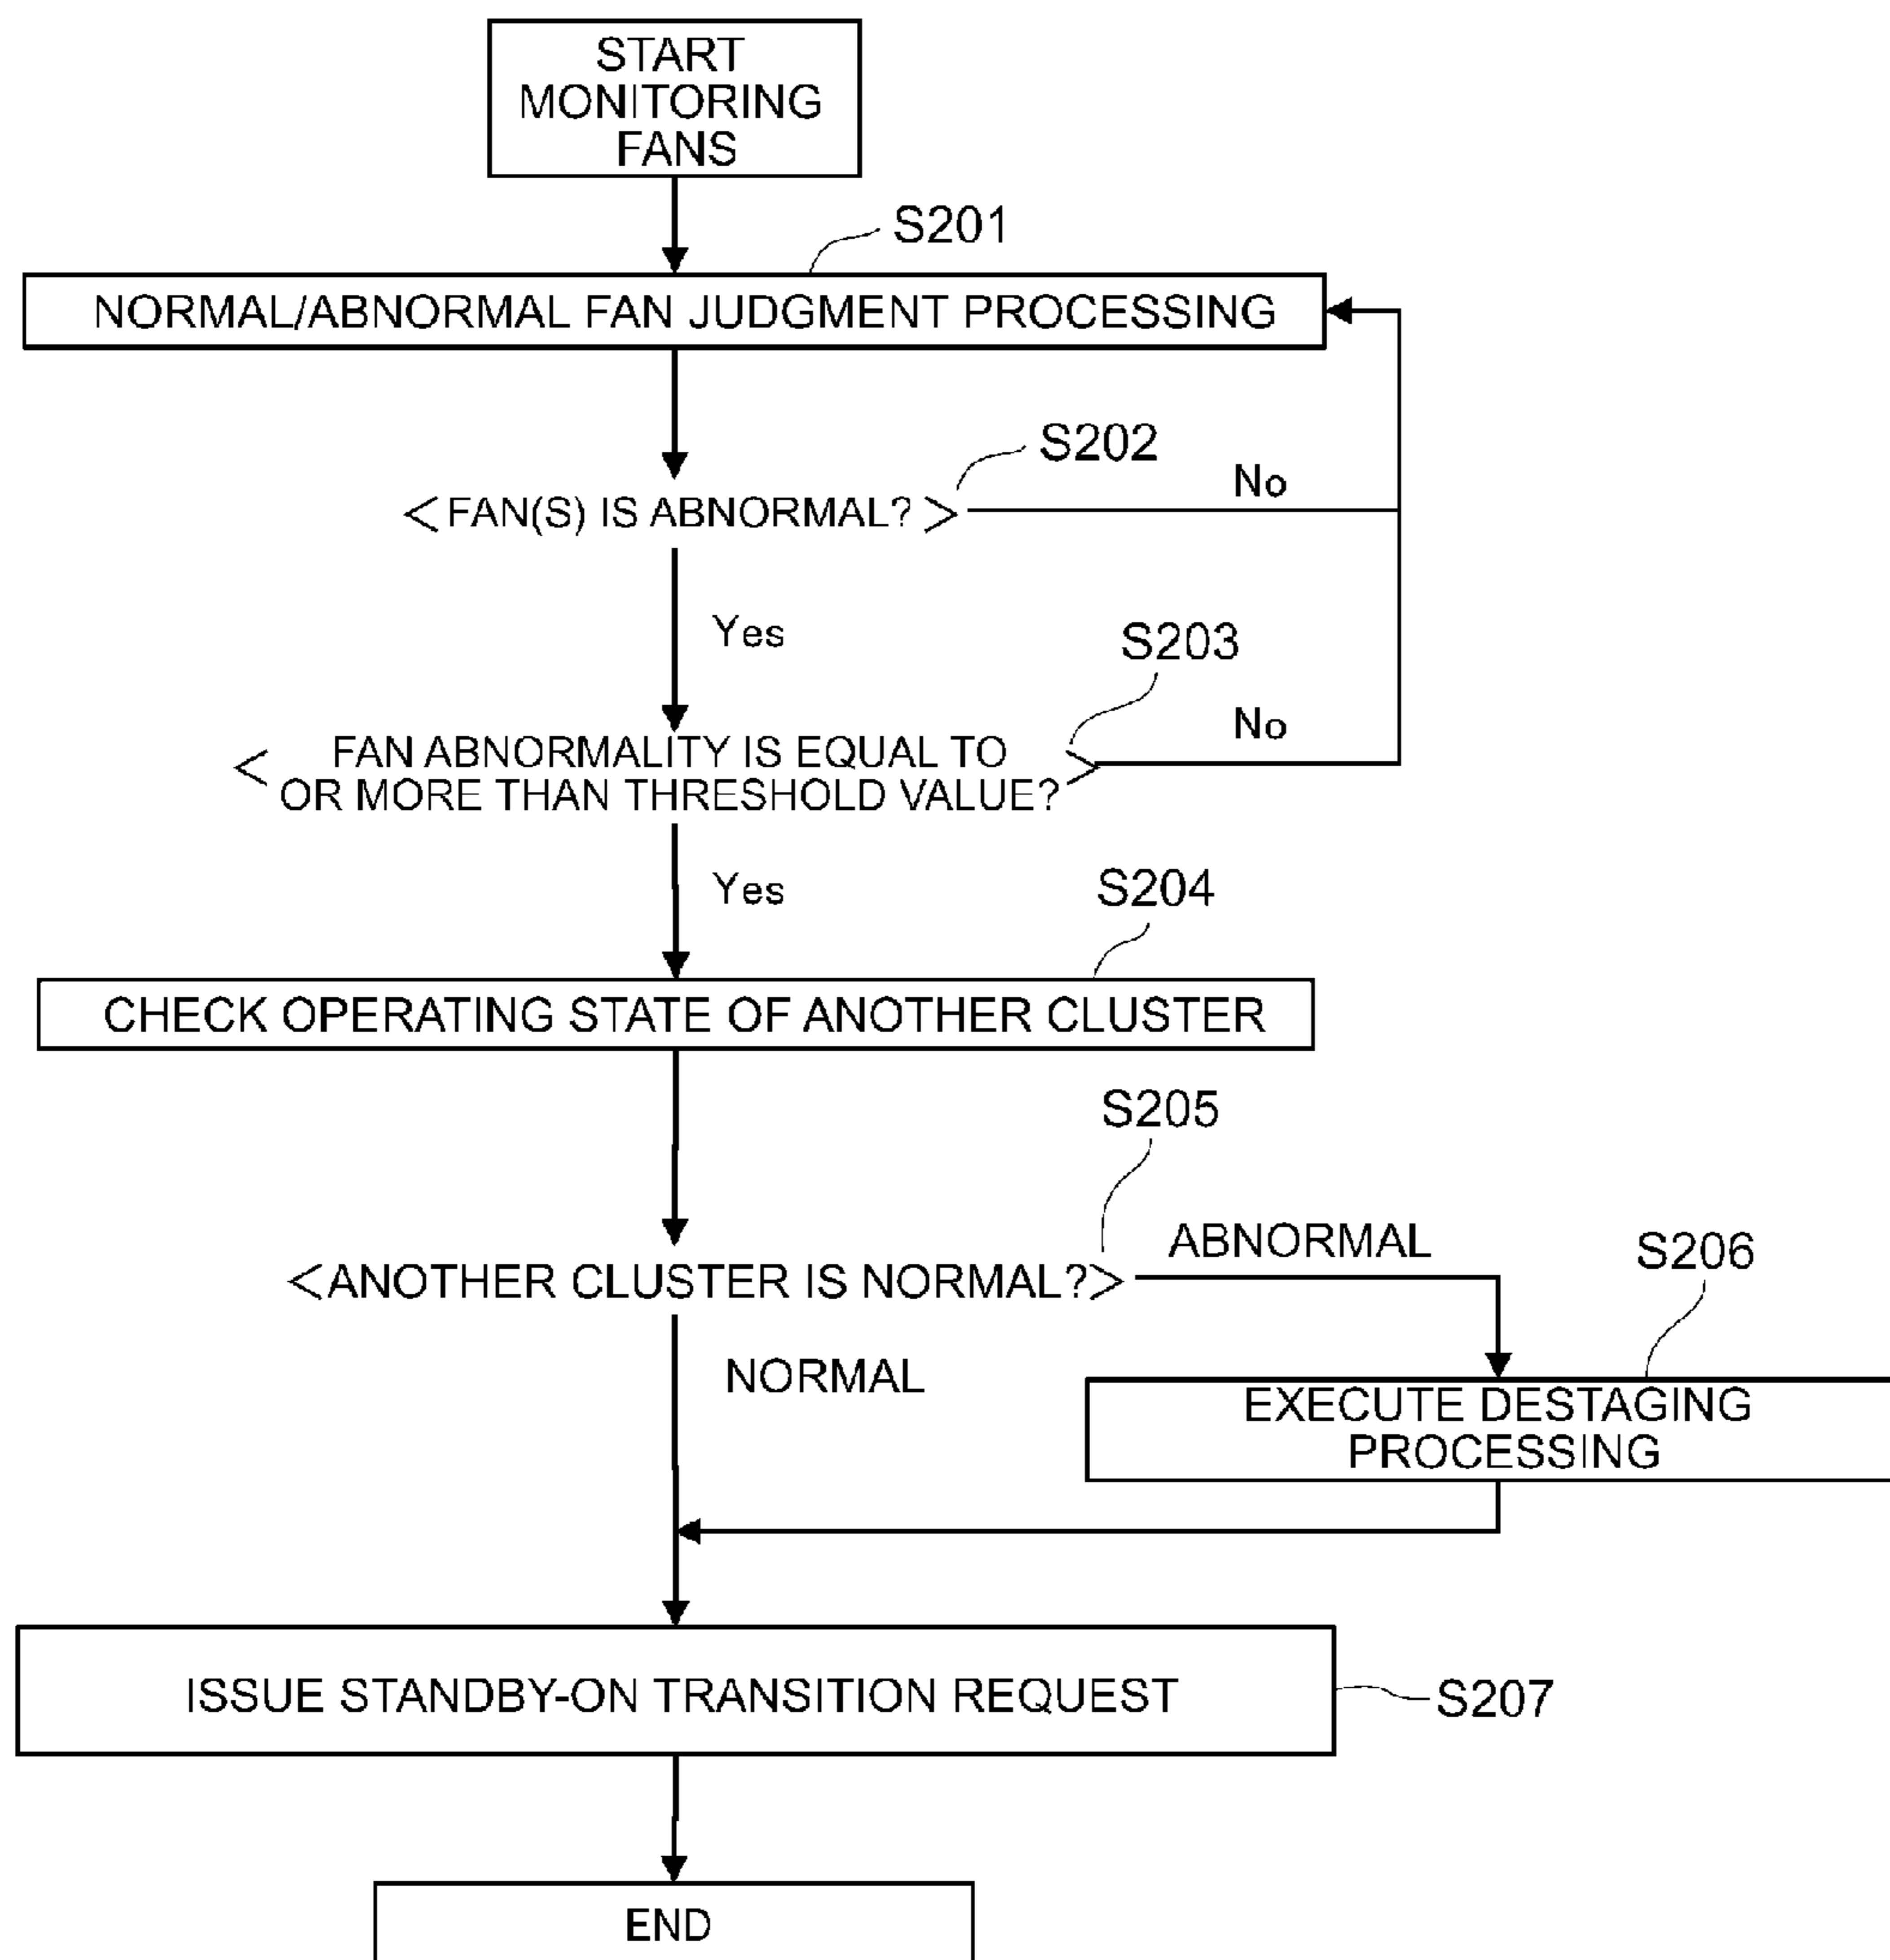 START
MONITORING
FANS
S201
NORMAL/ABNORMAL FAN JUDGMENT PROCESSING
S202
No
<FAN(S) IS ABNORMAL?>
Yes
S203
No
< FAN ABNORMALITY IS EQUAL TO
OR MORE THAN THRESHOLD VALUE? >
Yes
S204
CHECK OPERATING STATE OF ANOTHER CLUSTER
S205
ABNORMAL
S206
<ANOTHER CLUSTER IS NORMAL?>
NORMAL
EXECUTE DESTAGING
PROCESSING
ISSUE STANDBY-ON TRANSITION REQUEST
S207
END